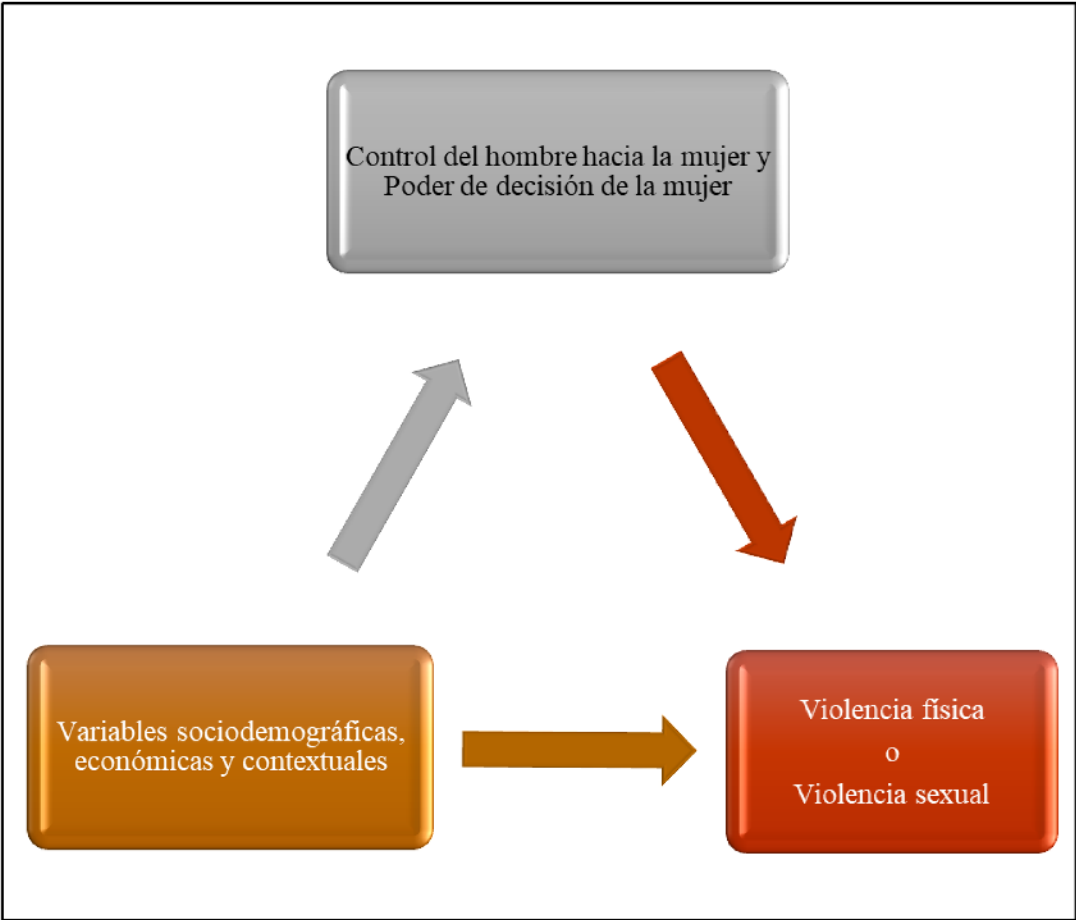 Control del hombre hacia la mujer y
Poder de decisión de la mujer
Variables sociodemográficas,
económicas y contextuales
Violencia física
o
Violencia sexual